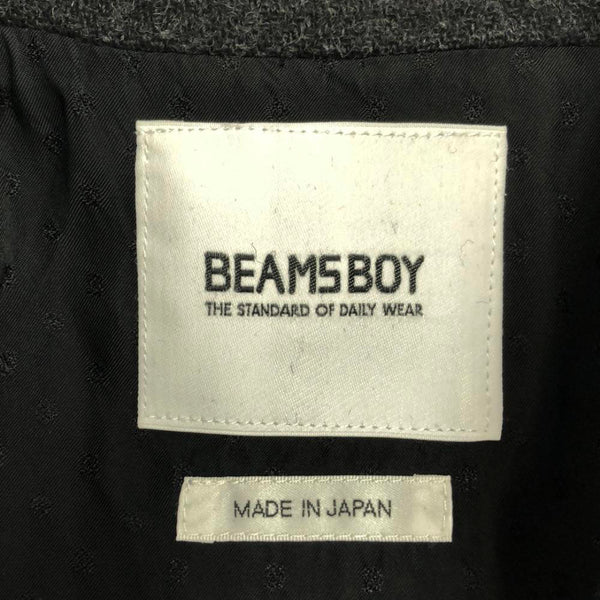 BEAMS BOY
THE STANDARD OF DAILY WEAR
MADE IN JAPAN